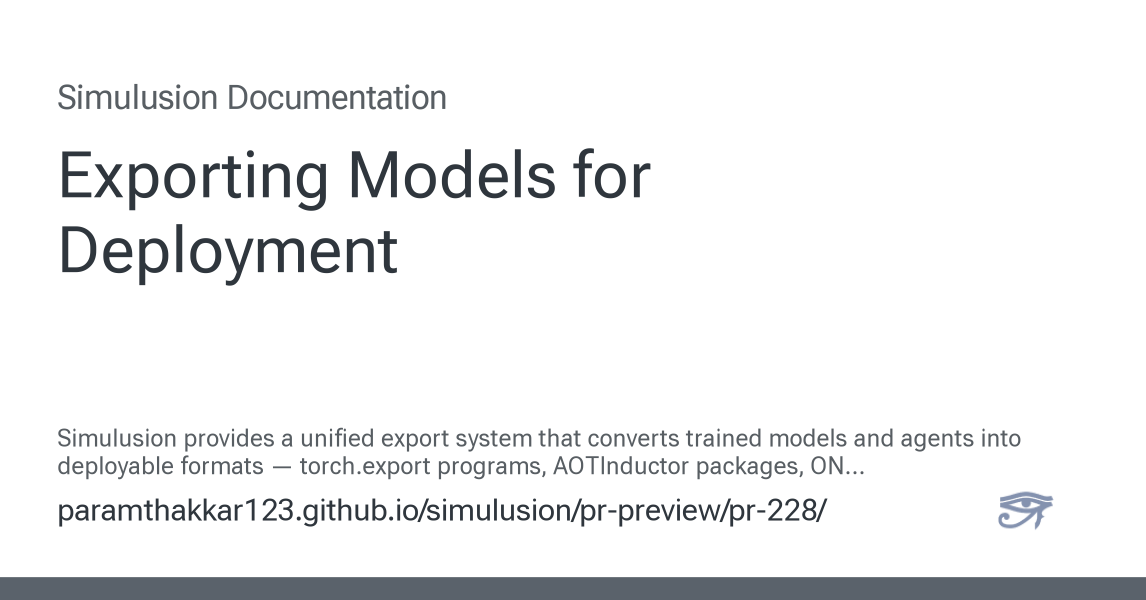 Simulusion Documentation
Exporting Models for
Deployment
Simulusion provides a unified export system that converts trained models and agents into
deployable formats — torch.export programs, AOTInductor packages, ON...
paramthakkar123.github.io/simulusion/pr-preview/pr-228/